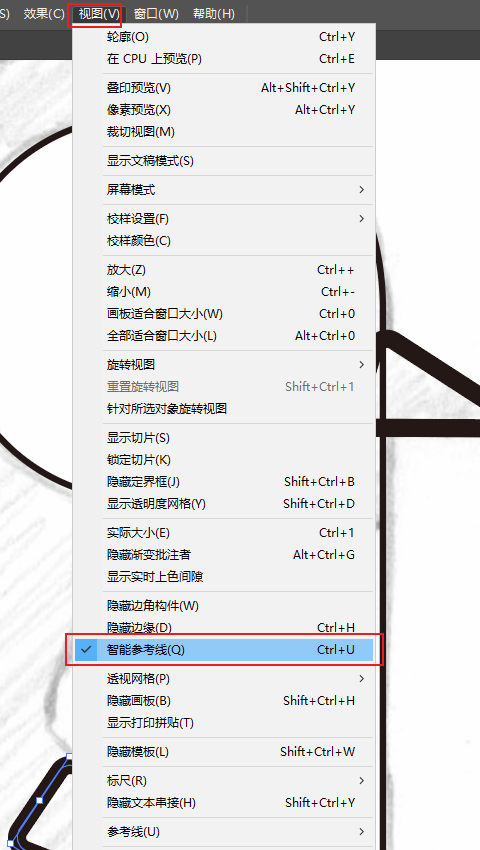 S) 效果(C) 视图(V) 窗口(W) 帮助(H)
轮廓(O) Ctrl+Y
在 CPU 上预览(P) Ctrl+E
叠印预览(V) Alt+Shift+Ctrl+Y
像素预览(X) Alt+Ctrl+Y
裁切视图(M)
显示文稿模式(S)
屏幕模式
校样设置(F)
校样颜色(C)
放大(Z) Ctrl++
缩小(M) Ctrl+-
画板适合窗口大小(W) Ctrl+0
全部适合窗口大小(L) Alt+Ctrl+0
旋转视图
重置旋转视图 Shift+Ctrl+1
针对所选对象旋转视图
显示切片(S)
锁定切片(K)
隐藏定界框(J) Shift+Ctrl+B
显示透明度网格(Y) Shift+Ctrl+D
实际大小(E) Ctrl+1
隐藏渐变批注者 Alt+Ctrl+G
显示实时上色间隙
隐藏边角构件(W)
隐藏边缘(D) Ctrl+H
智能参考线(Q) Ctrl+U
透视网格(P)
隐藏画板(B) Shift+Ctrl+H
显示打印拼贴(T)
隐藏模板(L) Shift+Ctrl+W
标尺(R)
隐藏文本串接(H) Shift+Ctrl+Y
参考线(U)